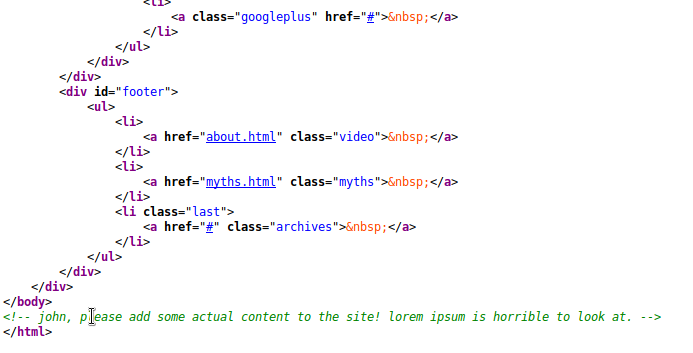 <li>
<a class="googleplus" href="#">&nbsp;</a>
</li>
</ul>
</div>
</div>
<div id="footer">
<ul>
<li>
<a href="about.html" class="video">&nbsp;</a>
</li>
<li>
<a href="myths.html" class="myths">&nbsp;</a>
</li>
<li class="last">
<a href="#" class="archives">&nbsp;</a>
</li>
</ul>
</div>
</div>
</body>
<!-- john, please add some actual content to the site! lorem ipsum is horrible to look at. -->
</html>